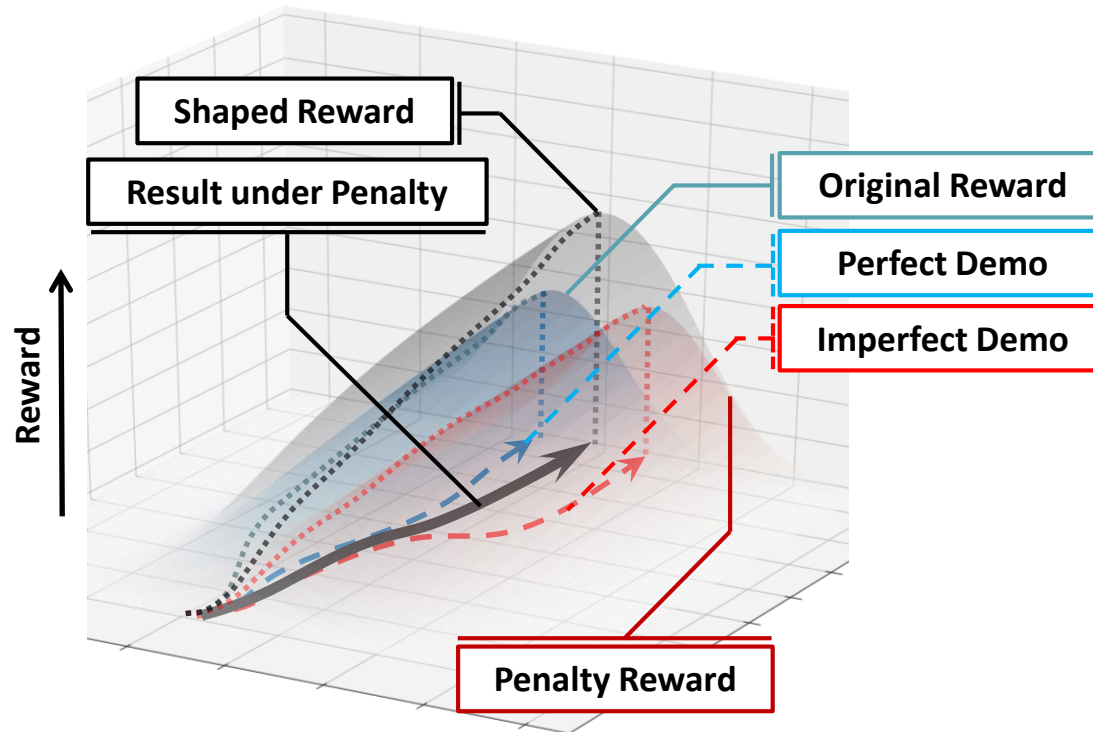 Shaped Reward
Result under Penalty
Original Reward
Perfect Demo
Imperfect Demo
Reward
Penalty Reward